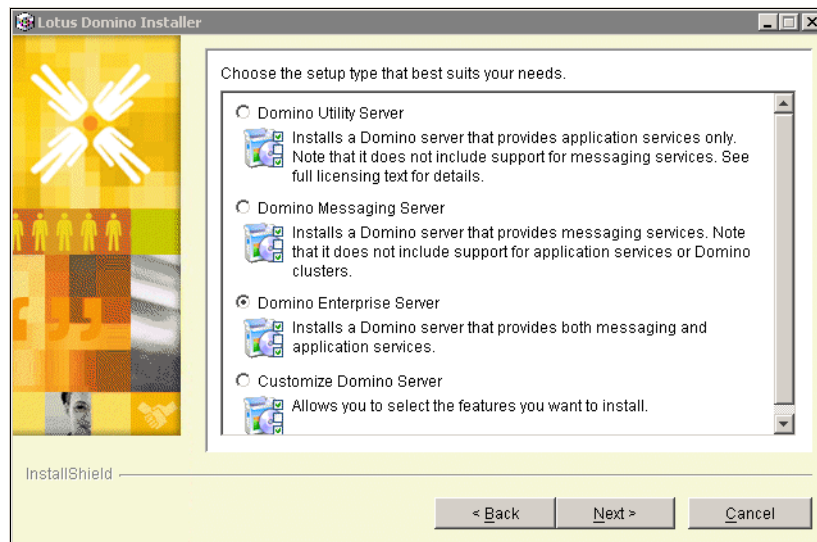 Lotus Domino Installer
Choose the setup type that best suits your needs.
Domino Utility Server
Installs a Domino server that provides application services only.
Note that it does not include support for messaging services. See
full licensing text for details.
Domino Messaging Server
Installs a Domino server that provides messaging services. Note
that it does not include support for application services or Domino
clusters.
Domino Enterprise Server
Installs a Domino server that provides both messaging and
application services.
Customize Domino Server
Allows you to select the features you want to install.
InstallShield
< Back
Next >
Cancel